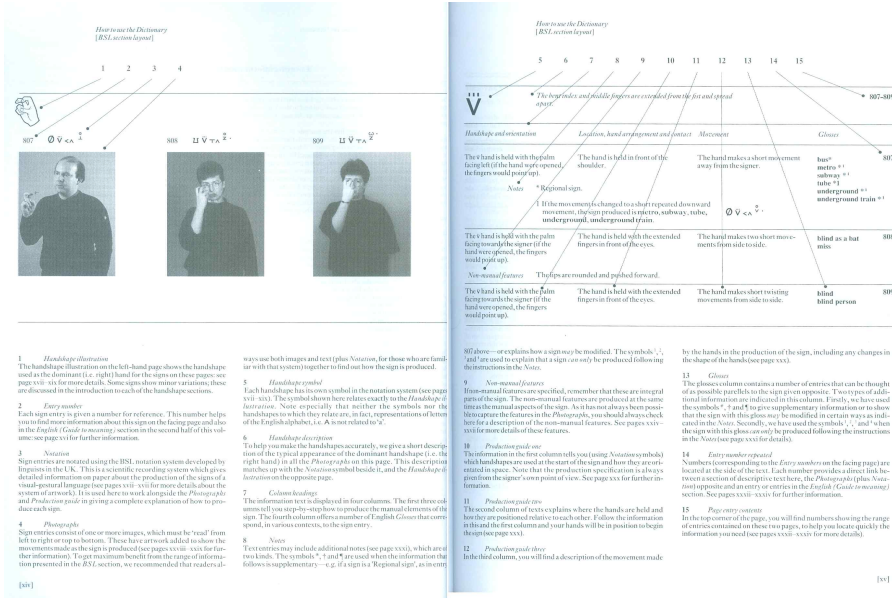 How to use the Dictionary
[BSL section layout]
1 2 3 4
807
808
809
1 Handshape illustration
The handshape illustration on the left-hand page shows the handshape
used as the dominant (i.e. right) hand for the signs on these pages: see
page xvii–xix for more details. Some signs show minor variations; these
are discussed in the introduction to each of the handshape sections.
2 Entry number
Each sign entry is given a number for reference. This number helps
you to find more information about this sign on the facing page and also
in the English (Guide to meaning) section in the second half of this vol-
ume: see page xvi for further information.
3 Notation
Sign entries are notated using the BSL notation system developed by
linguists in the UK. This is a scientific recording system which gives
detailed information on paper about the production of the signs of a
visual-gestural language (see pages xvii–xviii for more details about the
system of artwork). It is used here to work alongside the Photographs
and Production guide in giving a complete explanation of how to pro-
duce each sign.
4 Photographs
Sign entries consist of one or more images, which must be 'read' from
left to right or top to bottom. These have artwork added to show the
movements made as the sign is produced (see pages xxviii–xxix for fur-
ther information). To get maximum benefit from the range of informa-
tion presented in the BSL section, we recommended that readers al-
[xiv]
ways use both images and text (plus Notation, for those who are famil-
iar with that system) together to find out how the sign is produced.
5 Handshape symbol
Each handshape has its own symbol in the notation system (see page
xvii–xix). The symbol shown here relates exactly to the Handshape il-
lustration. Note especially that neither the symbols nor the
handshapes to which they relate are, in fact, representations of letters
of the English alphabet, i.e. A is not related to 'a'.
6 Handshape description
To help you make the handshapes accurately, we give a short descrip-
tion of the typical appearance of the dominant handshape (i.e. the
right hand) in all the Photographs on this page. This description
matches up with the Notation symbol beside it, and the Handshape il-
lustration on the opposite page.
7 Column headings
The information text is displayed in four columns. The first three col-
umns tell you step-by-step how to produce the manual elements of the
sign. The fourth column offers a number of English Glosses that corre-
spond, in various contexts, to the sign entry.
8 Notes
Text entries may include additional notes (see page xxx), which are of
two kinds. The symbols *, † and ¶ are used when the information that
follows is supplementary—e.g. if a sign is a 'Regional sign', as in entry
How to use the Dictionary
[BSL section layout]
5 6 7 8 9 10 11 12 13 14 15
The bent index and middle fingers are extended from the fist and spread
apart.
807-809
Handshape and orientation Location, hand arrangement and contact Movement Glosses
The V̈ hand is held with the palm
facing left (if the hand were opened,
the fingers would point up).
The hand is held in front of the
shoulder.
The hand makes a short movement
away from the signer.
bus*
metro *¹
subway *¹
tube *¹
underground *¹
underground train *¹
807
Notes * Regional sign.
1 If the movement is changed to a short repeated downward
movement, the sign produced is metro, subway, tube,
underground, underground train.
The V̈ hand is held with the palm
facing towards the signer (if the
hand were opened, the fingers
would point up).
The hand is held with the extended
fingers in front of the eyes.
The hand makes two short move-
ments from side to side.
blind as a bat
miss
808
Non-manual features The lips are rounded and pushed forward.
The V̈ hand is held with the palm
facing towards the signer (if the
hand were opened, the fingers
would point up).
The hand is held with the extended
fingers in front of the eyes.
The hand makes short twisting
movements from side to side.
blind
blind person
809
807 above—or explains how a sign may be modified. The symbols ¹, ²,
³ and ⁴ are used to explain that a sign can only be produced following
the instructions in the Notes.
9 Non-manual features
If non-manual features are specified, remember that these are integral
parts of the sign. The non-manual features are produced at the same
time as the manual aspects of the sign. As it has not always been possi-
ble to capture the features in the Photographs, you should always check
here for a description of the non-manual features. See pages xxiv–
xxvii for more details of these features.
10 Production guide one
The information in the first column tells you (using Notation symbols)
which handshapes are used at the start of the sign and how they are ori-
entated in space. Note that the production specification is always
given from the signer's own point of view. See page xxx for further in-
formation.
11 Production guide two
The second column of texts explains where the hands are held and
how they are positioned relative to each other. Follow the information
in this and the first column and your hands will be in position to begin
the sign (see page xxx).
12 Production guide three
In the third column, you will find a description of the movement made
by the hands in the production of the sign, including any changes in
the shape of the hands (see page xxx).
13 Glosses
The glosses column contains a number of entries that can be thought
of as possible parellels to the sign given opposite. Two types of addi-
tional information are indicated in this column. Firstly, we have used
the symbols *, † and ¶ to give supplementary information or to show
that the sign with this gloss may be modified in certain ways as indi-
cated in the Notes. Secondly, we have used the symbols ¹, ², ³ and ⁴ when
the sign with this gloss can only be produced following the instructions
in the Notes (see page xxxi for details).
14 Entry number repeated
Numbers (corresponding to the Entry numbers on the facing page) are
located at the side of the text. Each number provides a direct link be-
tween a section of descriptive text here, the Photographs (plus Nota-
tion) opposite and an entry or entries in the English (Guide to meaning)
section. See pages xxxii–xxxiv for further information.
15 Page entry contents
In the top corner of the page, you will find numbers showing the range
of entries contained on these two pages, to help you locate quickly the
information you need (see pages xxxii–xxxiv for more details).
[xv]